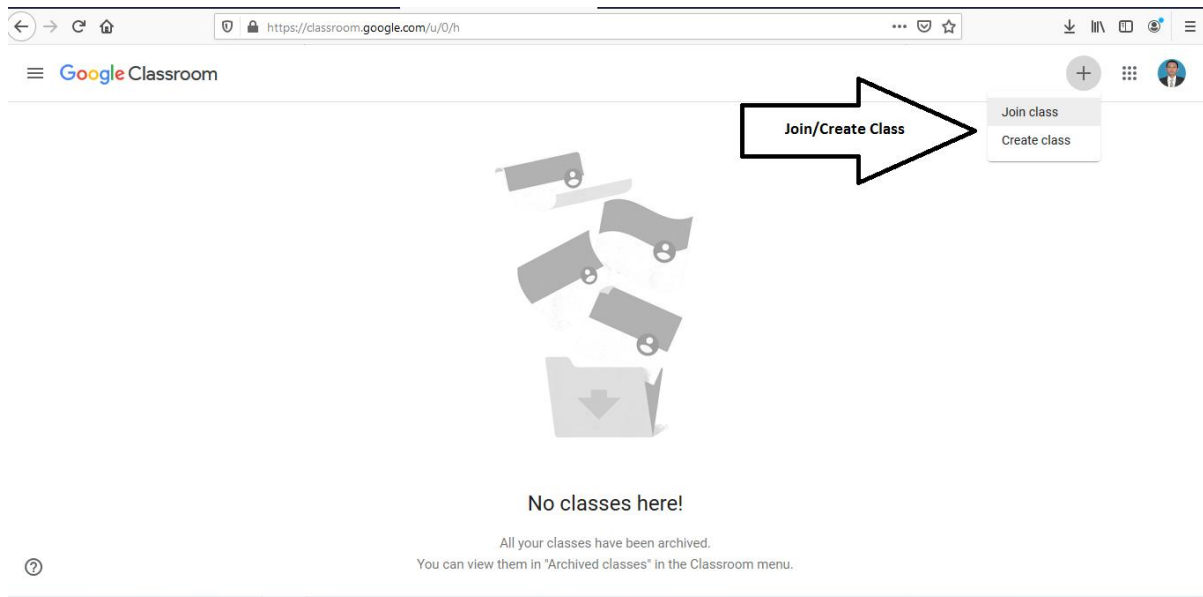 https://classroom.google.com/u/0/h
Google Classroom
Join/Create Class
Join class
Create class
No classes here!
All your classes have been archived.
You can view them in "Archived classes" in the Classroom menu.